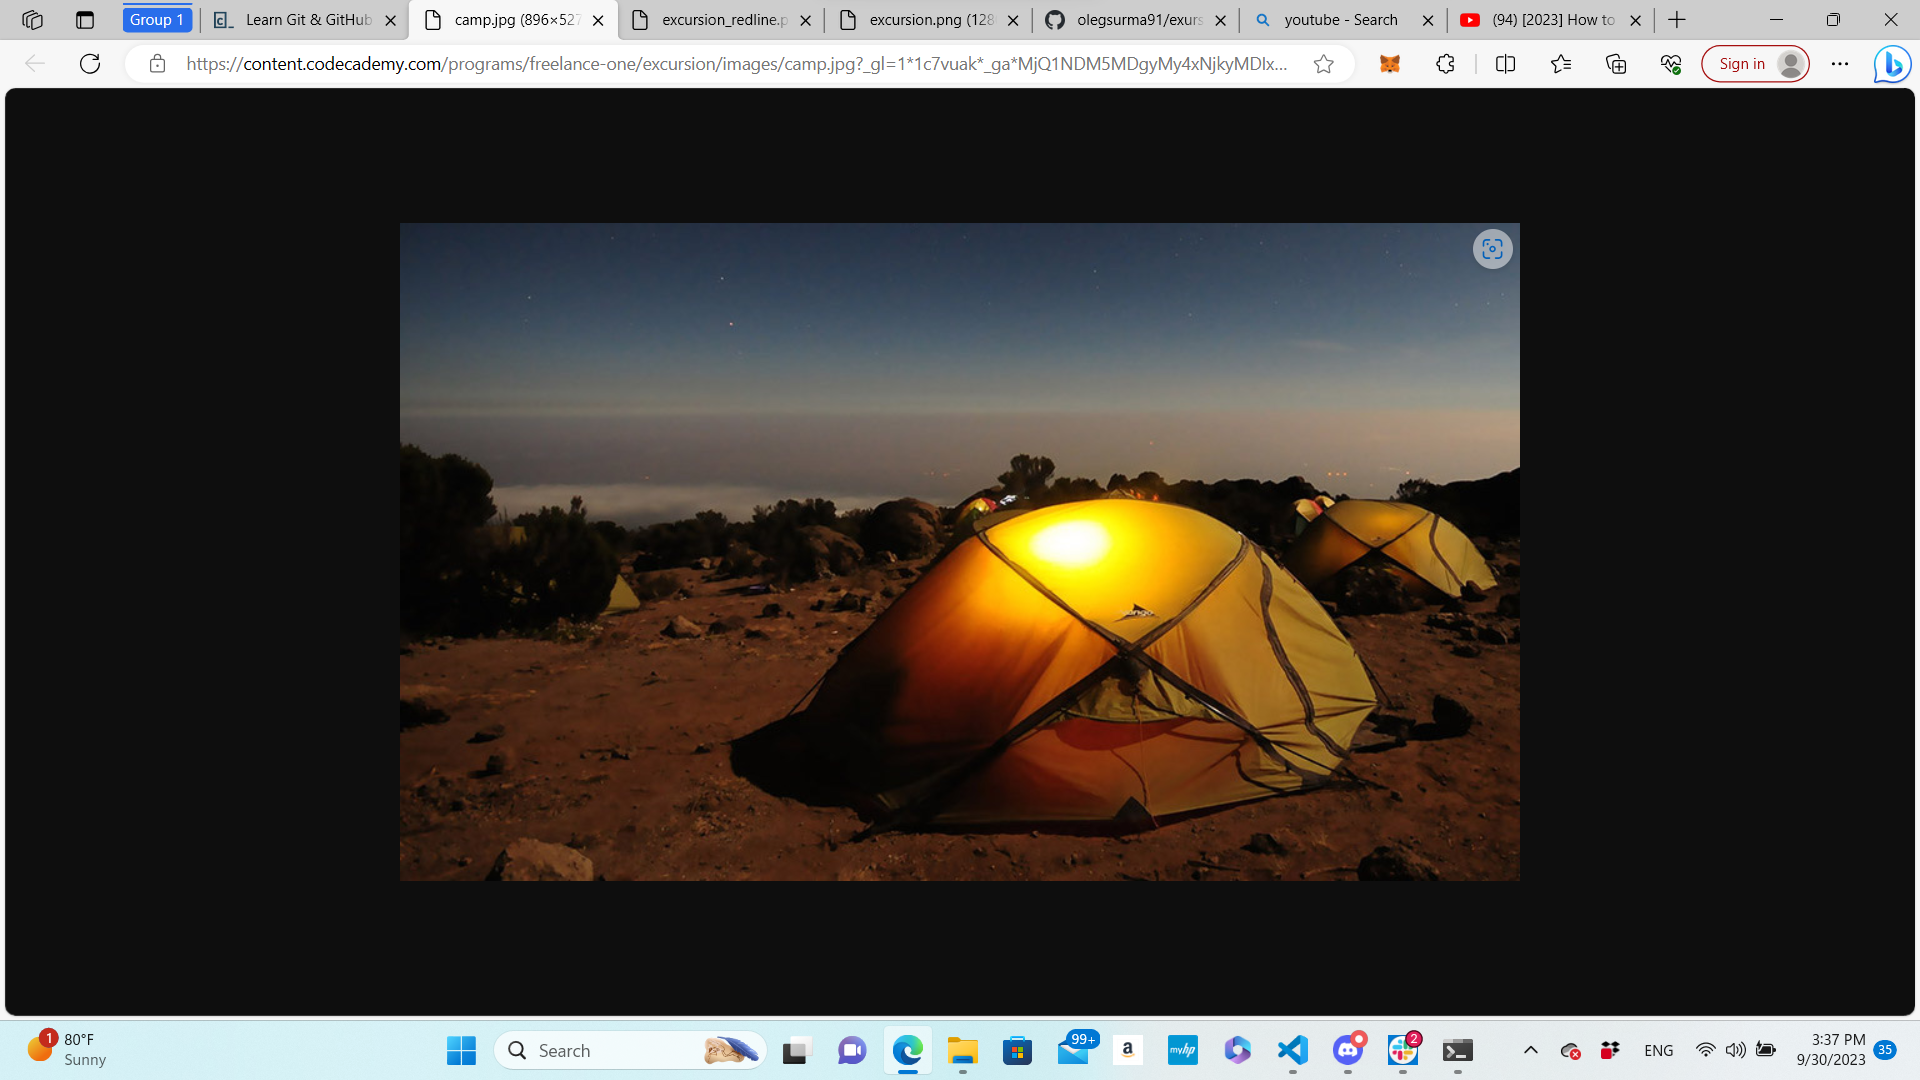 Group 1
Learn Git & GitHub
camp.jpg (896×527
excursion_redline.p
excursion.png (128
olegsurma91/exurs
youtube - Search
(94) [2023] How to
https://content.codecademy.com/programs/freelance-one/excursion/images/camp.jpg?_gl=1*1c7vuak*_ga*MjQ1NDM5MDgyMy4xNjkyMDIx...
Sign in
vango
1
80°F
Sunny
Search
99+
a
myhp
2
ENG
3:37 PM
9/30/2023
35